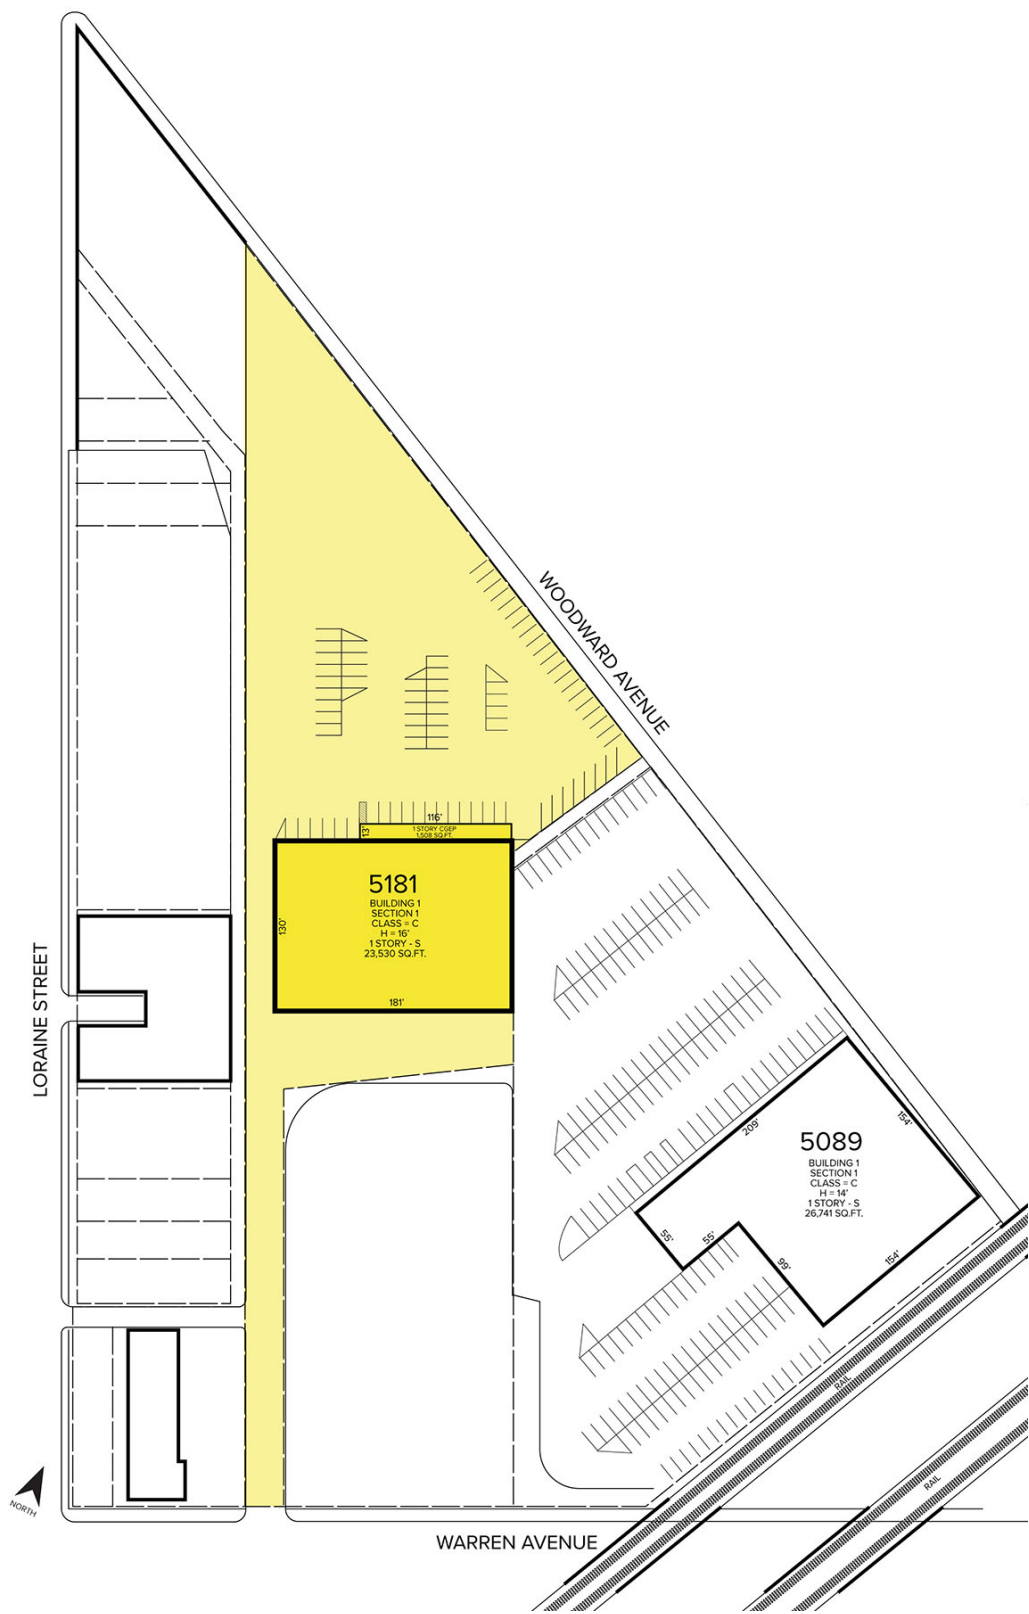 WOODWARD AVENUE
116'
13'
1 STORY CGEP
1,508 SQ.FT.
5181
BUILDING 1
SECTION 1
CLASS = C
H = 16'
1 STORY - S
23,530 SQ.FT.
130'
181'
LORAINE STREET
209'
154'
5089
BUILDING 1
SECTION 1
CLASS = C
H = 14'
1 STORY - S
26,741 SQ.FT.
55'
55'
99'
154'
RAIL
RAIL
NORTH
WARREN AVENUE